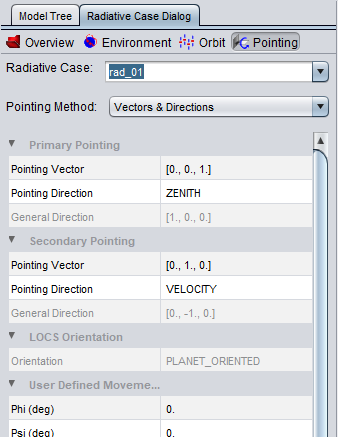 Model Tree Radiative Case Dialog
Overview Environment Orbit Pointing
Radiative Case: rad_01
Pointing Method: Vectors & Directions
Primary Pointing
Pointing Vector [0., 0., 1.]
Pointing Direction ZENITH
General Direction [1., 0., 0.]
Secondary Pointing
Pointing Vector [0., 1., 0.]
Pointing Direction VELOCITY
General Direction [0., -1., 0.]
LOCS Orientation
Orientation PLANET_ORIENTED
User Defined Moveme...
Phi (deg) 0.
Psi (deg) 0.